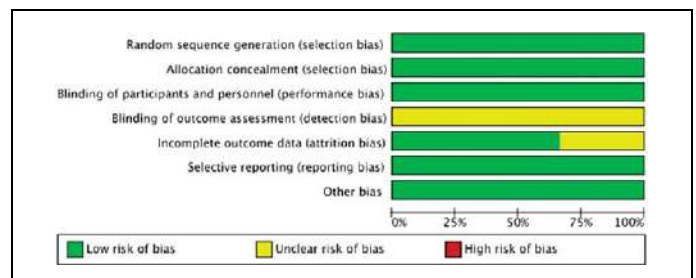 Random sequence generation (selection bias)
Allocation concealment (selection bias)
Blinding of participants and personnel (performance bias)
Blinding of outcome assessment (detection bias)
Incomplete outcome data (attrition bias)
Selective reporting (reporting bias)
Other bias
0% 25% 50% 75% 100%
Low risk of bias Unclear risk of bias High risk of bias